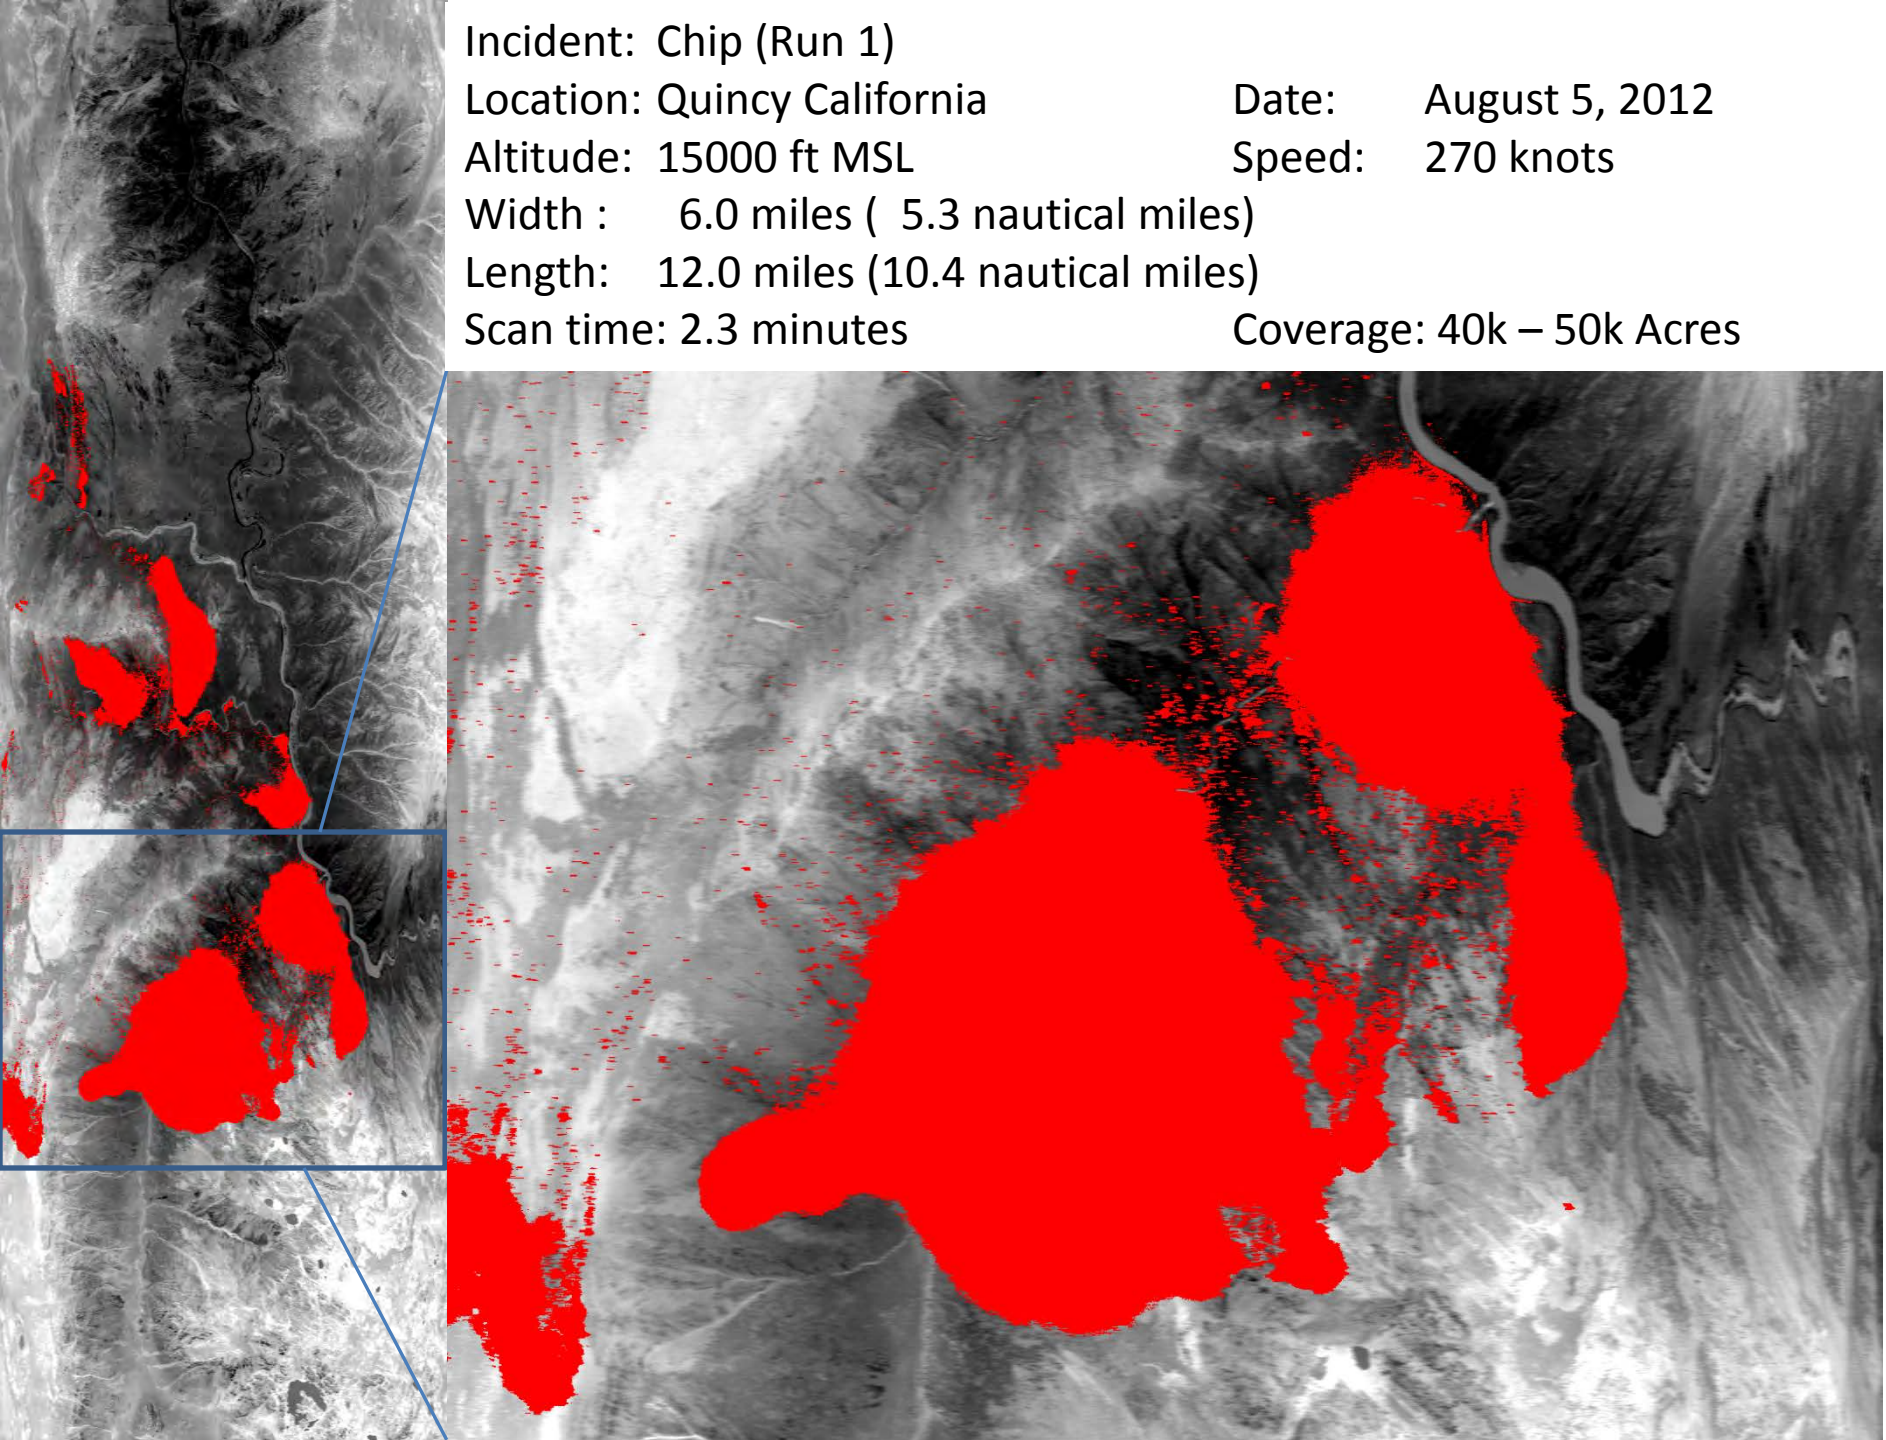 Incident: Chip (Run 1)
Location: Quincy California Date: August 5, 2012
Altitude: 15000 ft MSL Speed: 270 knots
Width : 6.0 miles ( 5.3 nautical miles)
Length: 12.0 miles (10.4 nautical miles)
Scan time: 2.3 minutes Coverage: 40k – 50k Acres